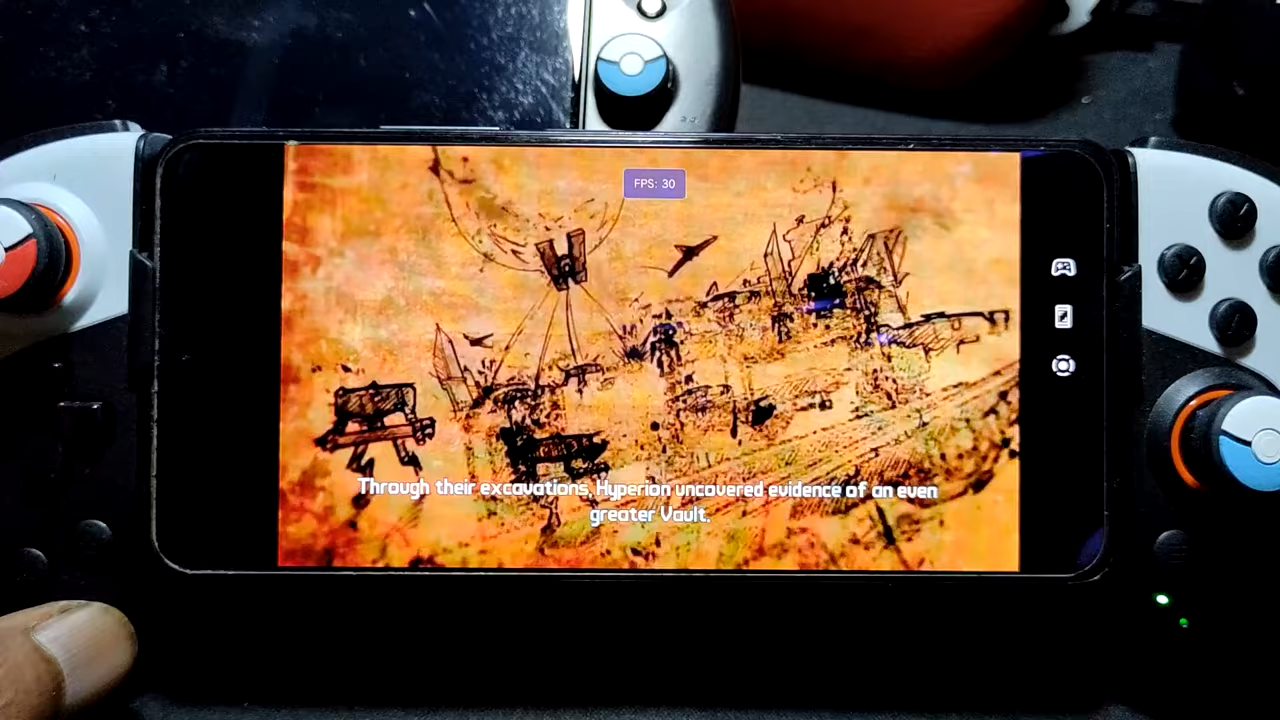 FPS: 30
Through their excavations, Hyperion uncovered evidence of an even
greater Vault.